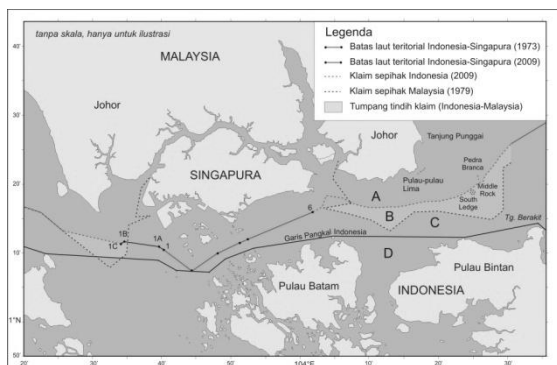 tanpa skala, hanya untuk ilustrasi
Legenda
Batas laut teritorial Indonesia-Singapura (1973)
Batas laut teritorial Indonesia-Singapura (2009)
Klaim sepihak Indonesia (2009)
Klaim sepihak Malaysia (1979)
Tumpang tindih klaim (Indonesia-Malaysia)
40'
MALAYSIA
Johor
Johor
Tanjung Punggai
30'
Pedra
Branca
SINGAPURA
Pulau-pulau
Lima
Middle
Rock
South
Ledge
20'
A
6
B
C
Tg. Berakit
1B
1C
1A
1
Garis Pangkal Indonesia
10'
D
Pulau Bintan
Pulau Batam
INDONESIA
1°N
50'
20'
30'
40'
50'
104°E
10'
20'
30'